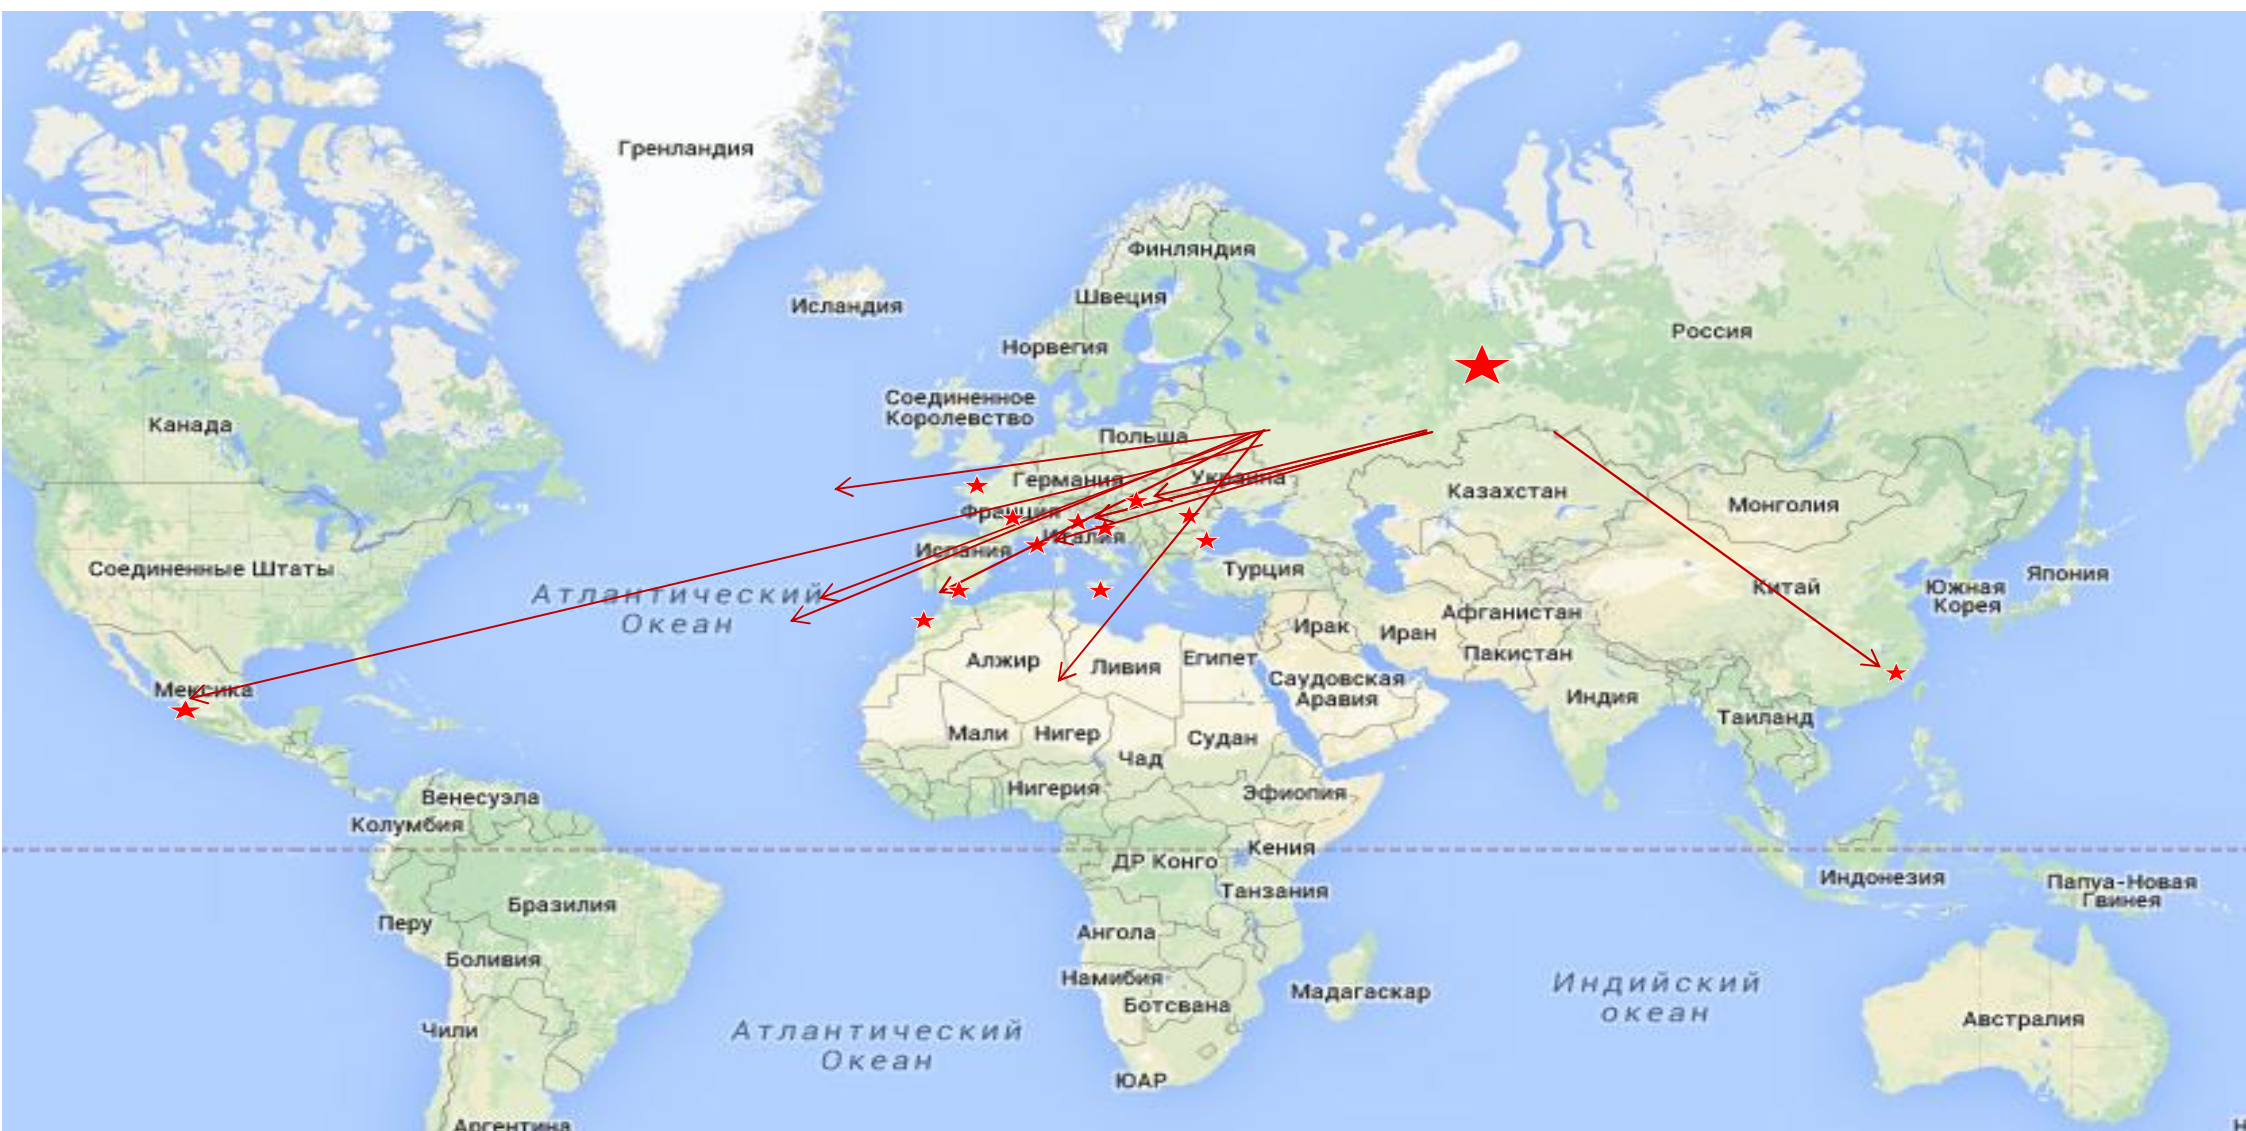 Гренландия
Финляндия
Исландия
Швеция
Норвегия
Россия
Соединенное
Королевство
Канада
Польша
Германия
Украина
Казахстан
Монголия
Франция
Италия
Испания
Соединенные Штаты
Турция
Китай
Япония
Южная
Корея
Атлантический
Океан
Афганистан
Ирак
Иран
Пакистан
Алжир
Ливия
Египет
Саудовская
Аравия
Мексика
Индия
Таиланд
Мали
Нигер
Судан
Чад
Нигерия
Эфиопия
Венесуэла
Колумбия
Кения
ДР Конго
Индонезия
Папуа-Новая
Гвинея
Танзания
Бразилия
Перу
Ангола
Боливия
Намибия
Ботсвана
Мадагаскар
Индийский
океан
Австралия
Чили
Атлантический
Океан
ЮАР
Аргентина